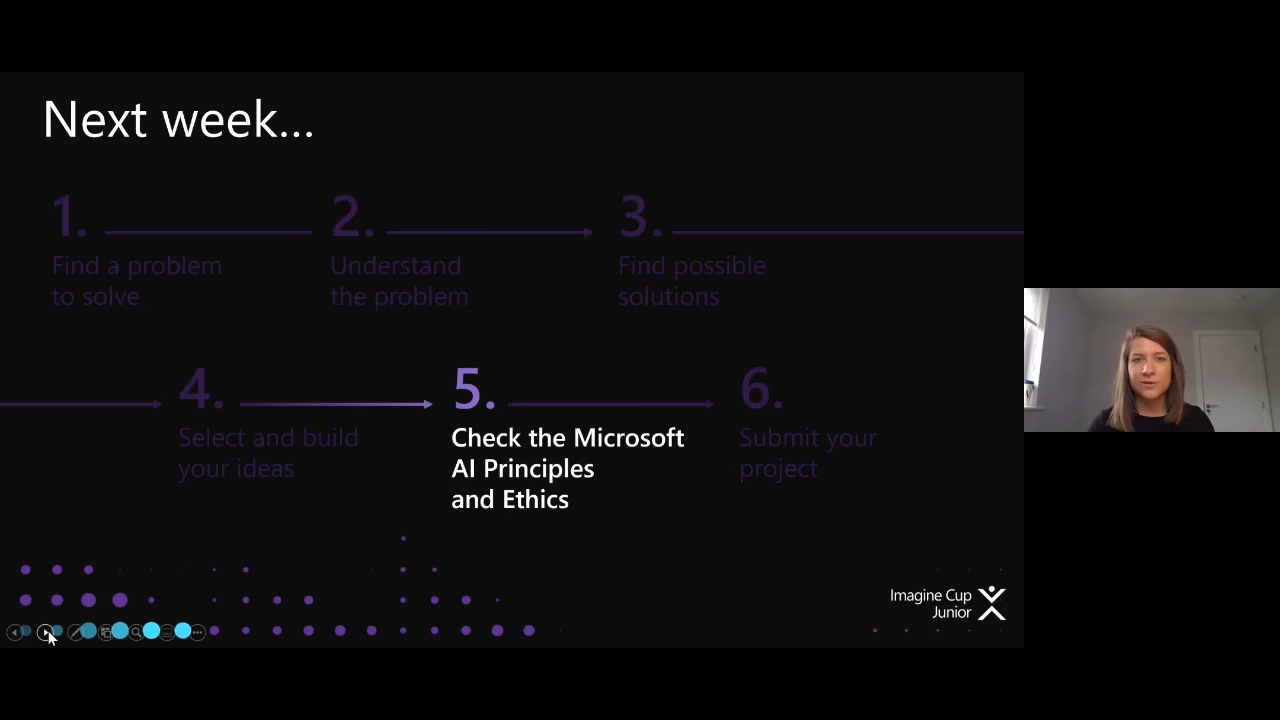 Next week...
1.
2.
3.
Find a problem
to solve
Understand
the problem
Find possible
solutions
4.
5.
6.
Select and build
your ideas
Check the Microsoft
AI Principles
and Ethics
Submit your
project
Imagine Cup
Junior